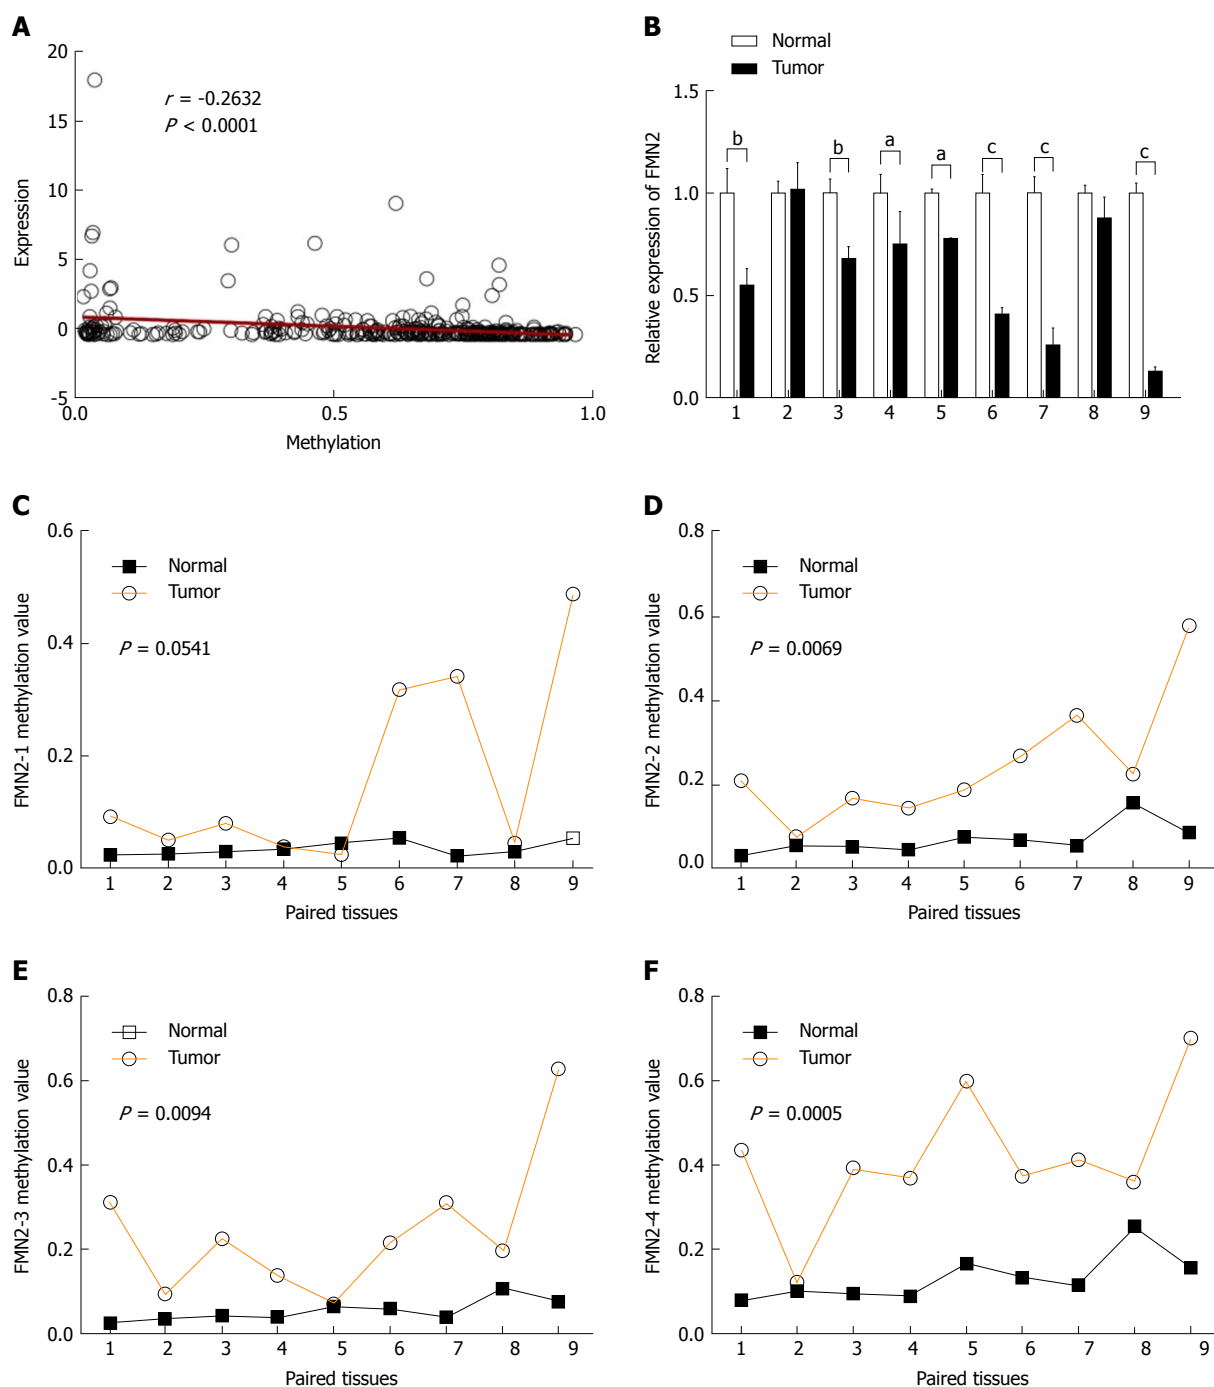 A
20
15
10
5
0
-5
Expression
r = -0.2632
P < 0.0001
0.0 0.5 1.0
Methylation
B
Normal
Tumor
1.5
1.0
0.5
0.0
Relative expression of FMN2
b b a a c c c
1 2 3 4 5 6 7 8 9
C
0.6
0.4
0.2
0.0
FMN2-1 methylation value
Normal
Tumor
P = 0.0541
1 2 3 4 5 6 7 8 9
Paired tissues
D
0.8
0.6
0.4
0.2
0.0
FMN2-2 methylation value
Normal
Tumor
P = 0.0069
1 2 3 4 5 6 7 8 9
Paired tissues
E
0.8
0.6
0.4
0.2
0.0
FMN2-3 methylation value
Normal
Tumor
P = 0.0094
1 2 3 4 5 6 7 8 9
Paired tissues
F
0.8
0.6
0.4
0.2
0.0
FMN2-4 methylation value
Normal
Tumor
P = 0.0005
1 2 3 4 5 6 7 8 9
Paired tissues